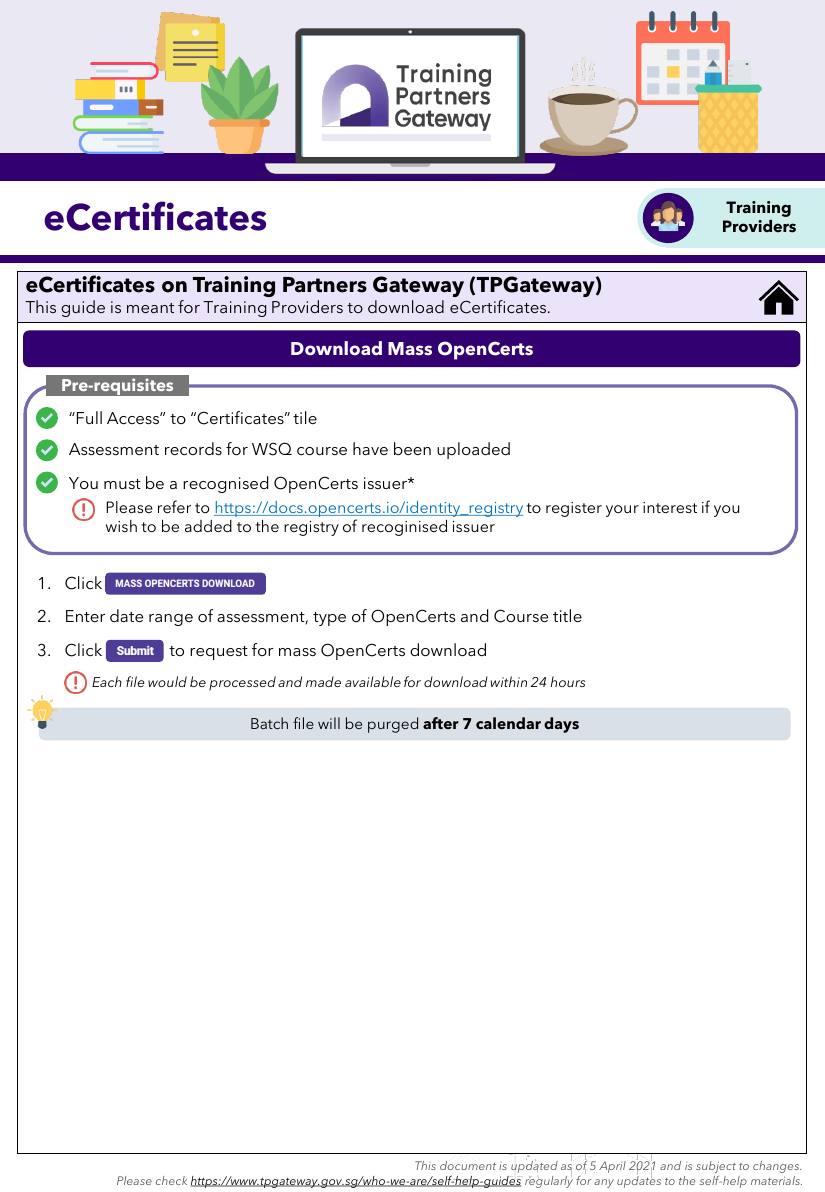 Training
Partners
Gateway
eCertificates
Training
Providers
eCertificates on Training Partners Gateway (TPGateway)
This guide is meant for Training Providers to download eCertificates.
Download Mass OpenCerts
Pre-requisites
“Full Access” to “Certificates” tile
Assessment records for WSQ course have been uploaded
You must be a recognised OpenCerts issuer*
Please refer to https://docs.opencerts.io/identity_registry to register your interest if you
wish to be added to the registry of recoginised issuer
1. Click MASS OPENCERTS DOWNLOAD
2. Enter date range of assessment, type of OpenCerts and Course title
3. Click Submit to request for mass OpenCerts download
Each file would be processed and made available for download within 24 hours
Batch file will be purged after 7 calendar days
This document is updated as of 5 April 2021 and is subject to changes.
Please check https://www.tpgateway.gov.sg/who-we-are/self-help-guides regularly for any updates to the self-help materials.